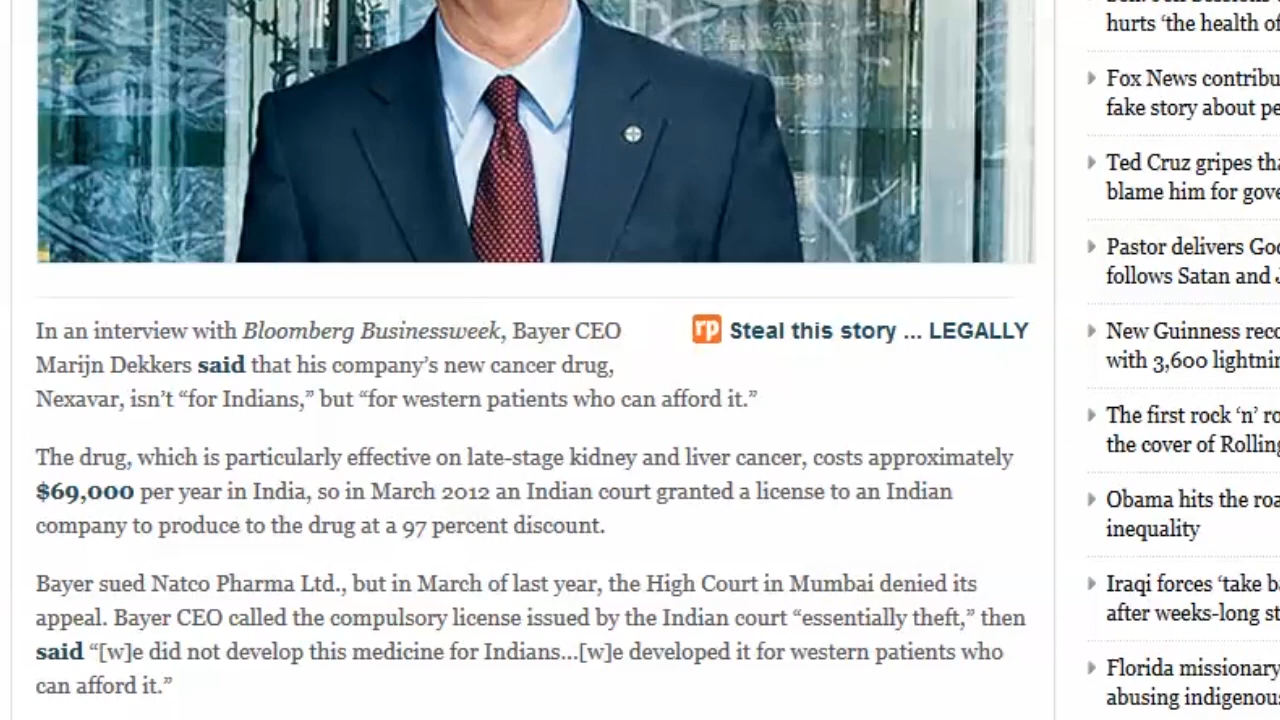 In an interview with Bloomberg Businessweek, Bayer CEO
rp Steal this story ... LEGALLY
Marijn Dekkers said that his company’s new cancer drug,
Nexavar, isn’t “for Indians,” but “for western patients who can afford it.”
The drug, which is particularly effective on late-stage kidney and liver cancer, costs approximately
$69,000 per year in India, so in March 2012 an Indian court granted a license to an Indian
company to produce to the drug at a 97 percent discount.
Bayer sued Natco Pharma Ltd., but in March of last year, the High Court in Mumbai denied its
appeal. Bayer CEO called the compulsory license issued by the Indian court “essentially theft,” then
said “[w]e did not develop this medicine for Indians…[w]e developed it for western patients who
can afford it.”
hurts ‘the health of
Fox News contribu
fake story about pe
Ted Cruz gripes tha
blame him for gove
Pastor delivers Go
follows Satan and J
New Guinness reco
with 3,600 lightnin
The first rock ‘n’ ro
the cover of Rolling
Obama hits the roa
inequality
Iraqi forces ‘take b
after weeks-long st
Florida missionary
abusing indigenous